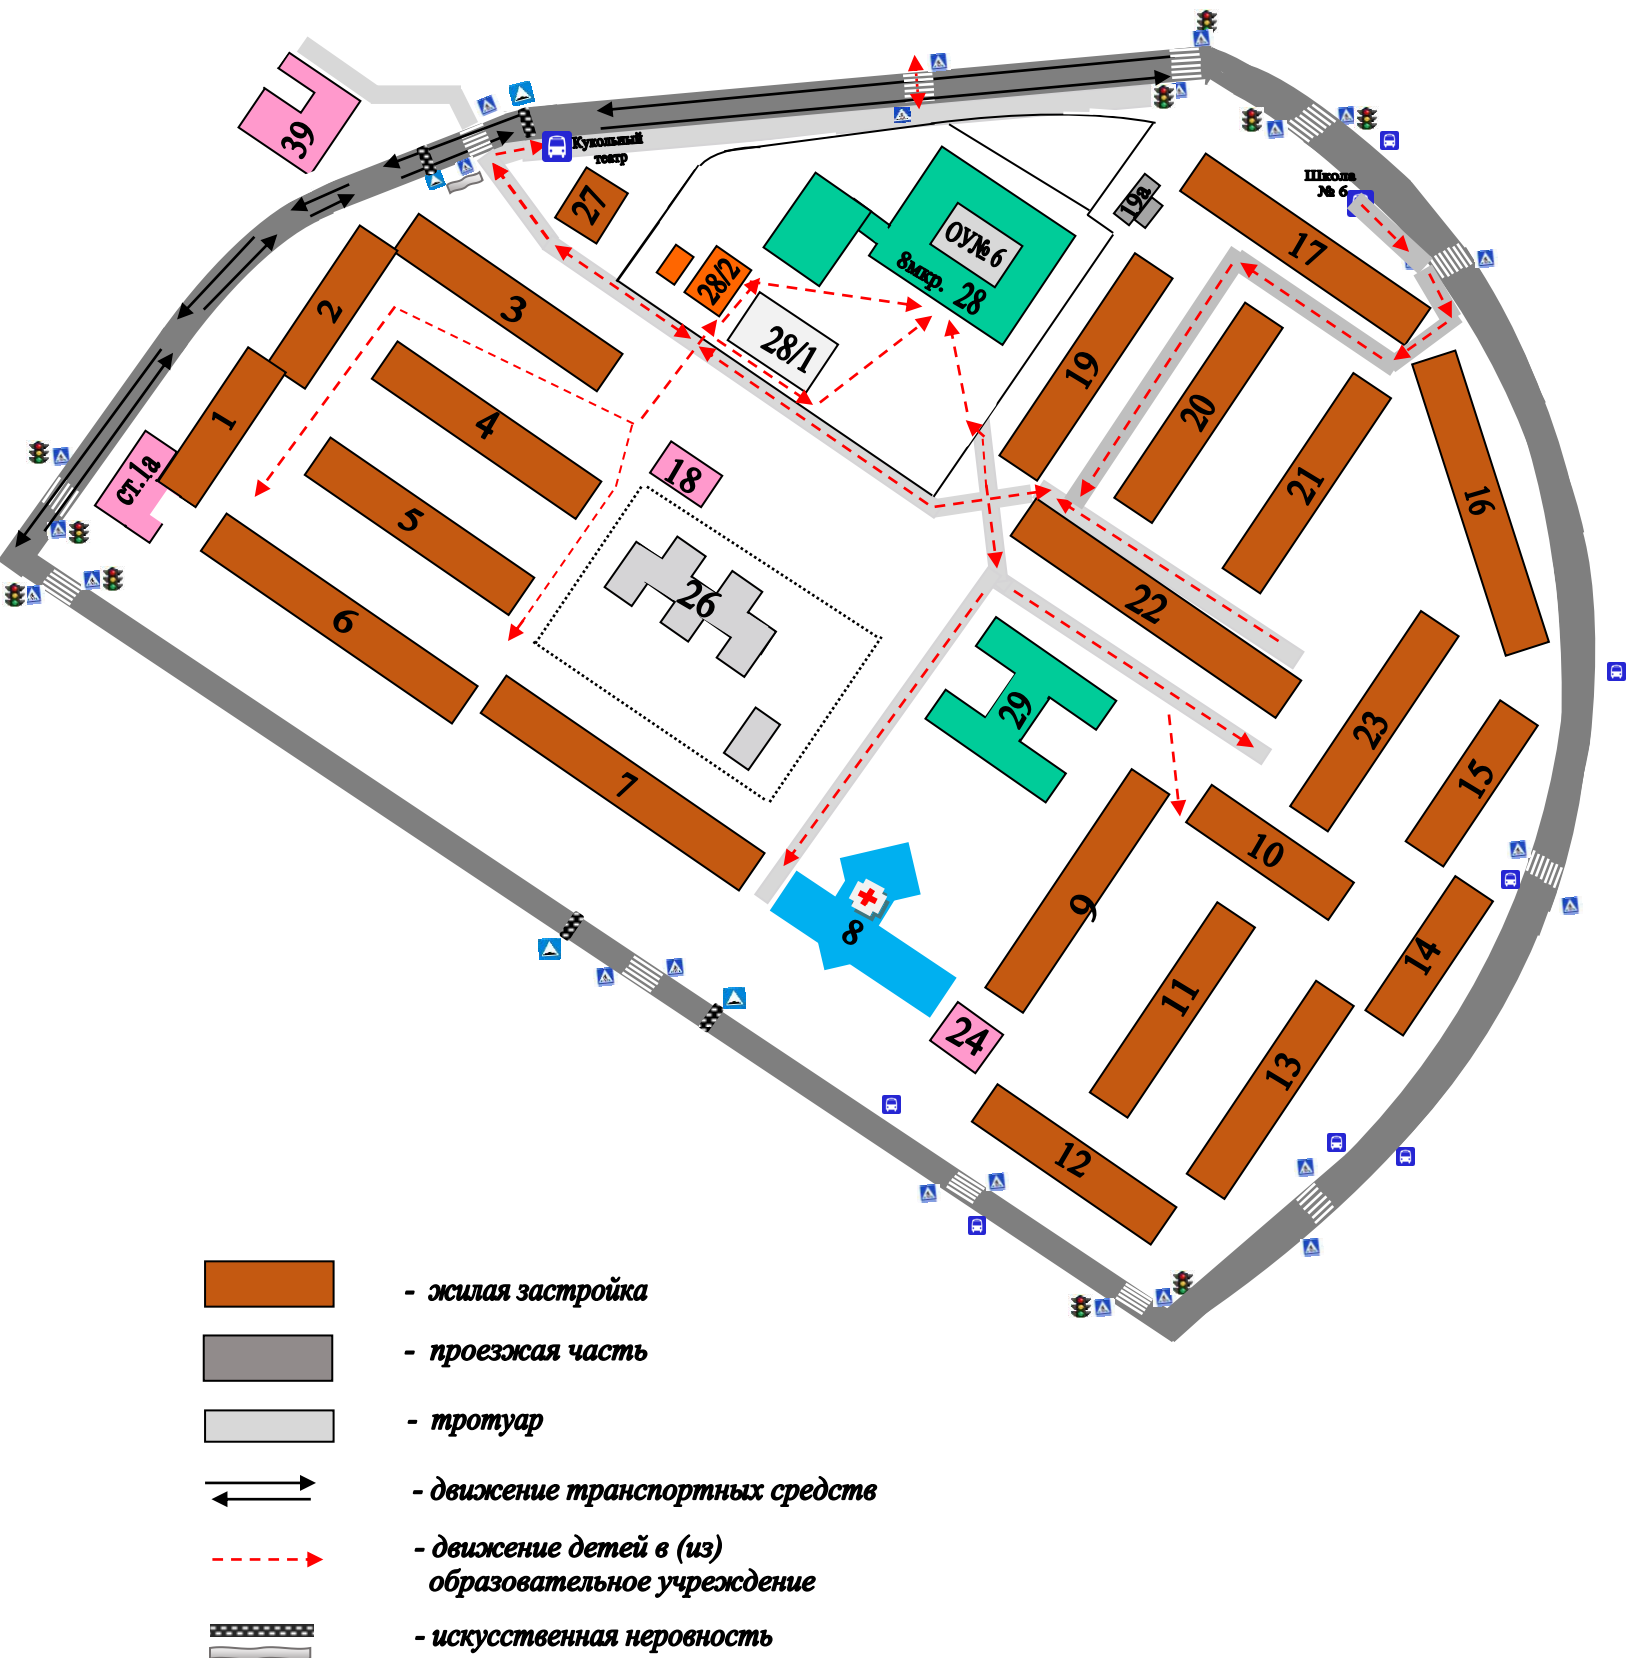 39
Кукольный
театр
Школа
№ 6
27
19а
17
ОУ№ 6
8мкр. 28
28/2
28/1
2
3
1
4
19
20
21
16
ст.1а
18
5
6
26
22
29
7
23
15
10
9
8
14
11
24
13
12
- жилая застройка
- проезжая часть
- тротуар
- движение транспортных средств
- движение детей в (из)
образовательное учреждение
- искусственная неровность